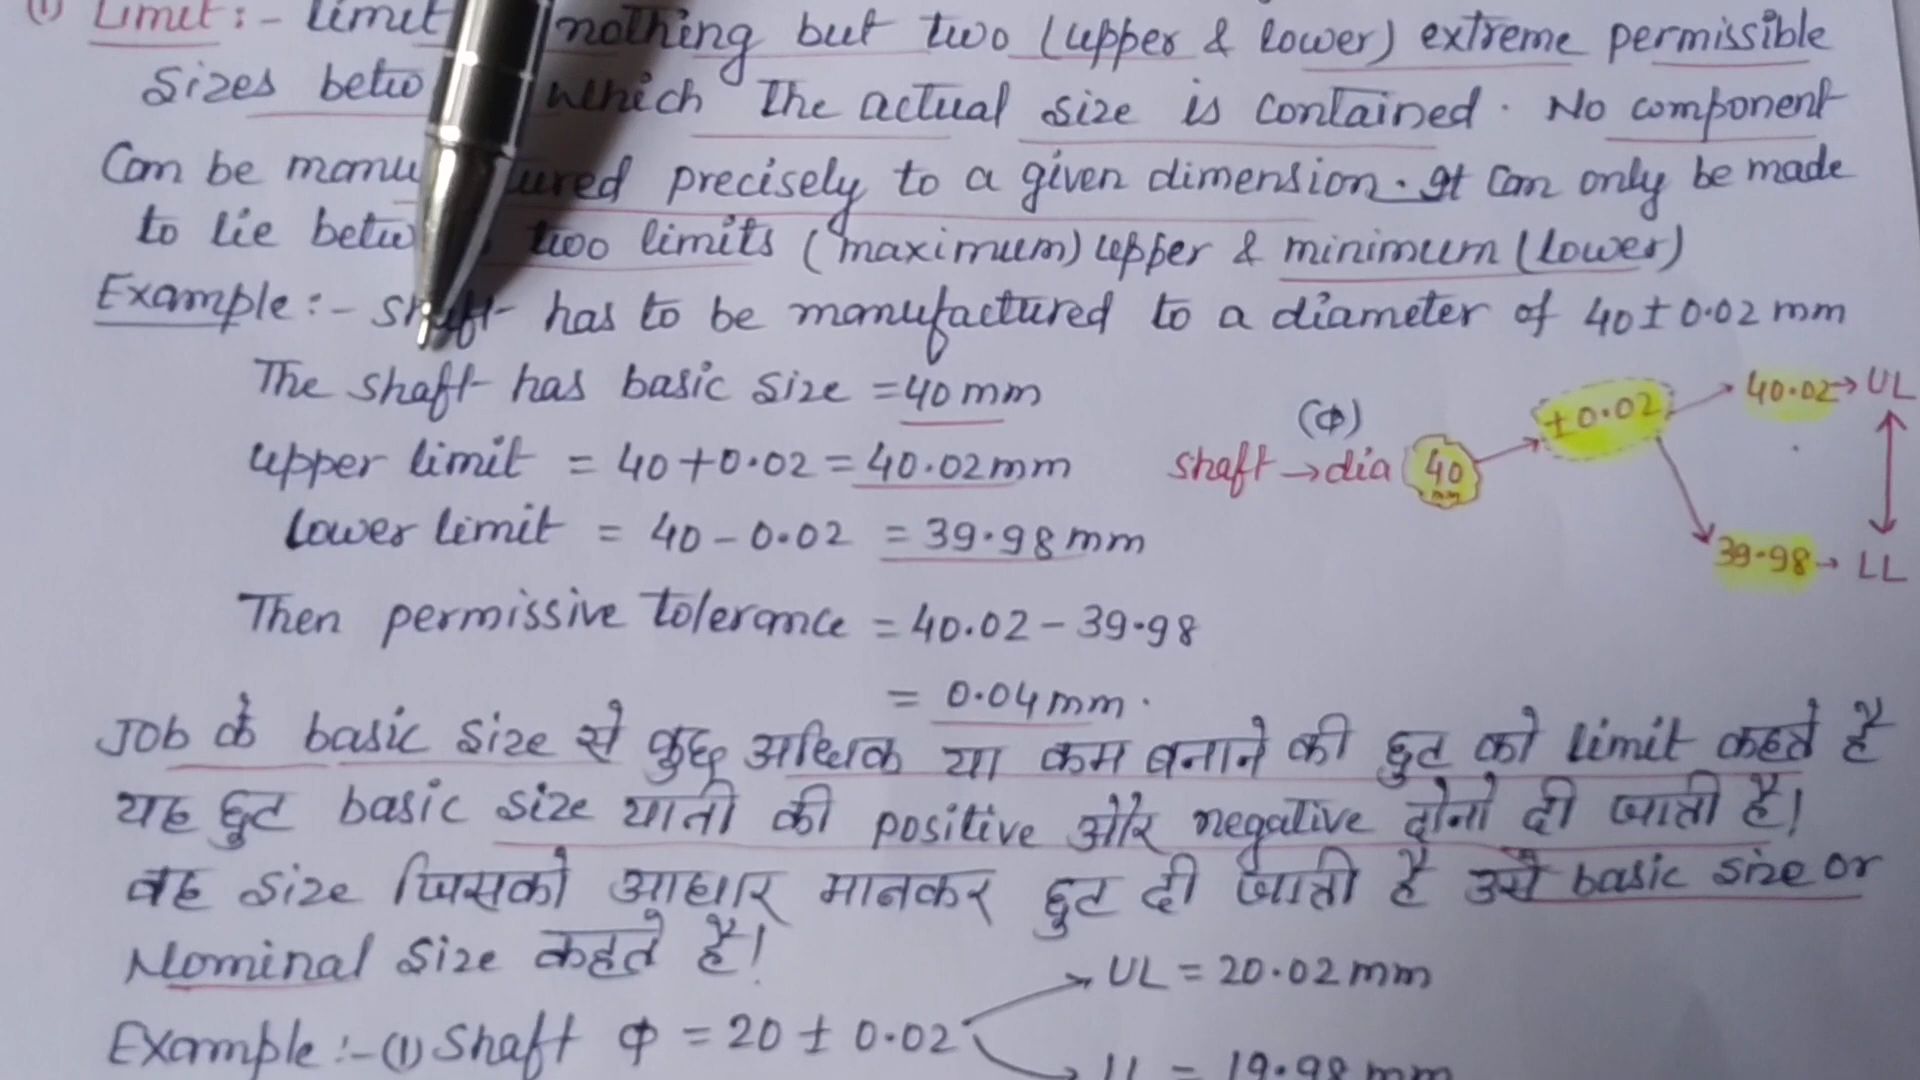 (1) Limit :- Limit nothing but two (upper & lower) extreme permissible
Sizes betw which the actual size is contained. No component
Can be manu tured precisely to a given dimension. It can only be made
to lie betw two limits (maximum) upper & minimum (lower)
Example :- Shaft has to be manufactured to a diameter of 40 ± 0.02 mm
The shaft has basic size = 40 mm
upper limit = 40 + 0.02 = 40.02 mm
Lower limit = 40 - 0.02 = 39.98 mm
(Φ)
shaft → dia 40 mm
± 0.02
40.02 → UL
39.98 → LL
Then permissive tolerance = 40.02 - 39.98
= 0.04 mm.
Job के basic size से कुछ अधिक या कम बनाने की छुट को limit कहते हैं
यह छुट basic size यानी की positive और negative दोनो दी जाती है।
वह size जिसको आधार मानकर छुट दी जाती है उसे basic size or
Nominal size कहते हैं।
Example :- (1) Shaft Φ = 20 ± 0.02
UL = 20.02 mm
LL = 19.98 mm